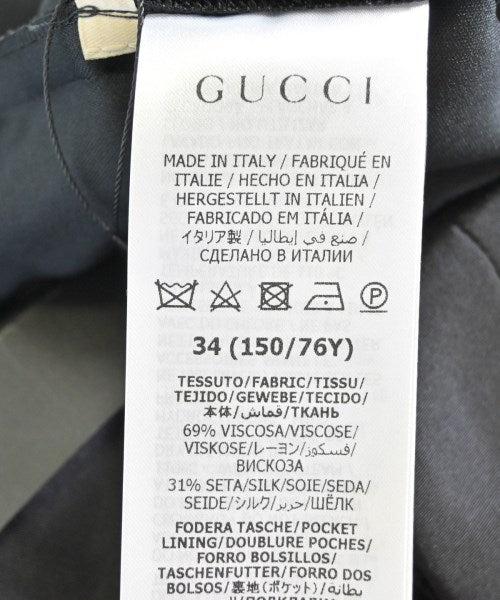 GUCCI
MADE IN ITALY / FABRIQUÉ EN
ITALIE / HECHO EN ITALIA /
HERGESTELLT IN ITALIEN /
FABRICADO EM ITÁLIA /
イタリア製 / صنع في إيطاليا /
СДЕЛАНО В ИТАЛИИ
P
34 (150/76Y)
TESSUTO/FABRIC/TISSU/
TEJIDO/GEWEBE/TECIDO/
本体/قماش/ТКАНЬ
69% VISCOSA/VISCOSE/
VISKOSE/レーヨン/فسكوز/
ВИСКОЗА
31% SETA/SILK/SOIE/SEDA/
SEIDE/シルク/حرير/ШЁЛК
FODERA TASCHE/POCKET
LINING/DOUBLURE POCHES/
FORRO BOLSILLOS/
TASCHENFUTTER/FORRO DOS
BOLSOS/裏地(ポケット)/بطانة